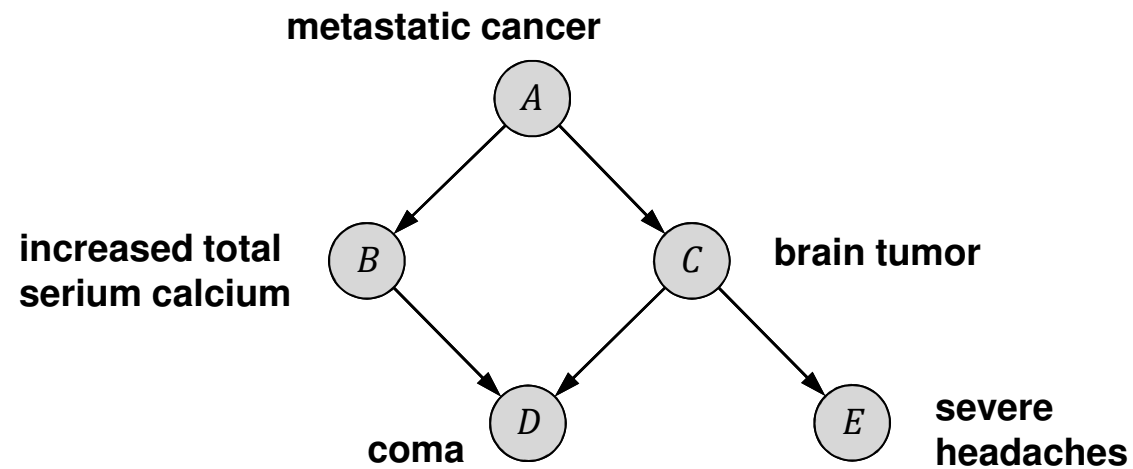 metastatic cancer
A
increased total
serium calcium
B
C
brain tumor
D
coma
E
severe
headaches